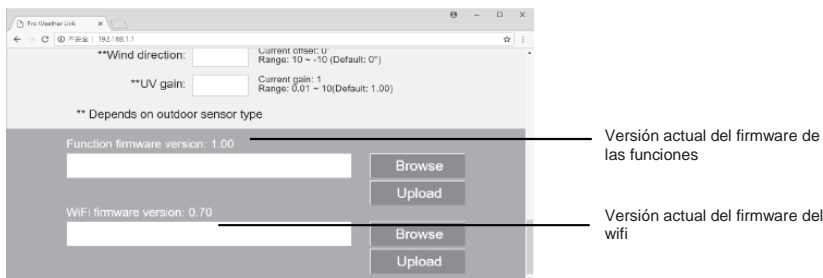 Pro Weather Link
不安全 | 192.168.1.1
**Wind direction:
Current offset: 0°
Range: 10 ~ -10 (Default: 0°)
**UV gain:
Current gain: 1
Range: 0.01 ~ 10(Default: 1.00)
** Depends on outdoor sensor type
Function firmware version: 1.00
Browse
Upload
WiFi firmware version: 0.70
Browse
Upload
Versión actual del firmware de
las funciones
Versión actual del firmware del
wifi